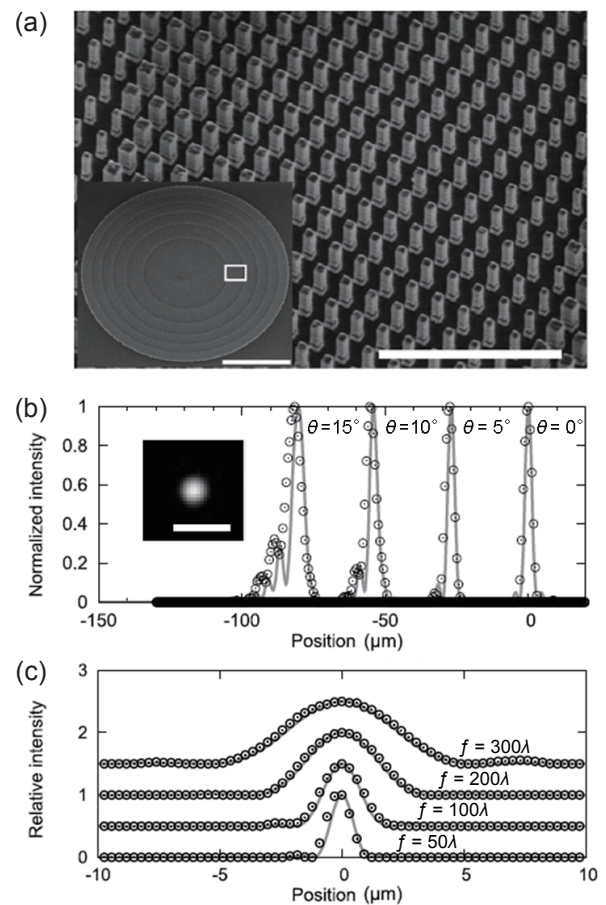 (a)
(b)
1
0.8
0.6
0.4
0.2
0
Normalized intensity
θ = 15° θ = 10° θ = 5° θ = 0°
-150 -100 -50 0
Position (µm)
(c)
3
2
1
0
Relative intensity
f = 300λ
f = 200λ
f = 100λ
f = 50λ
-10 -5 0 5 10
Position (µm)